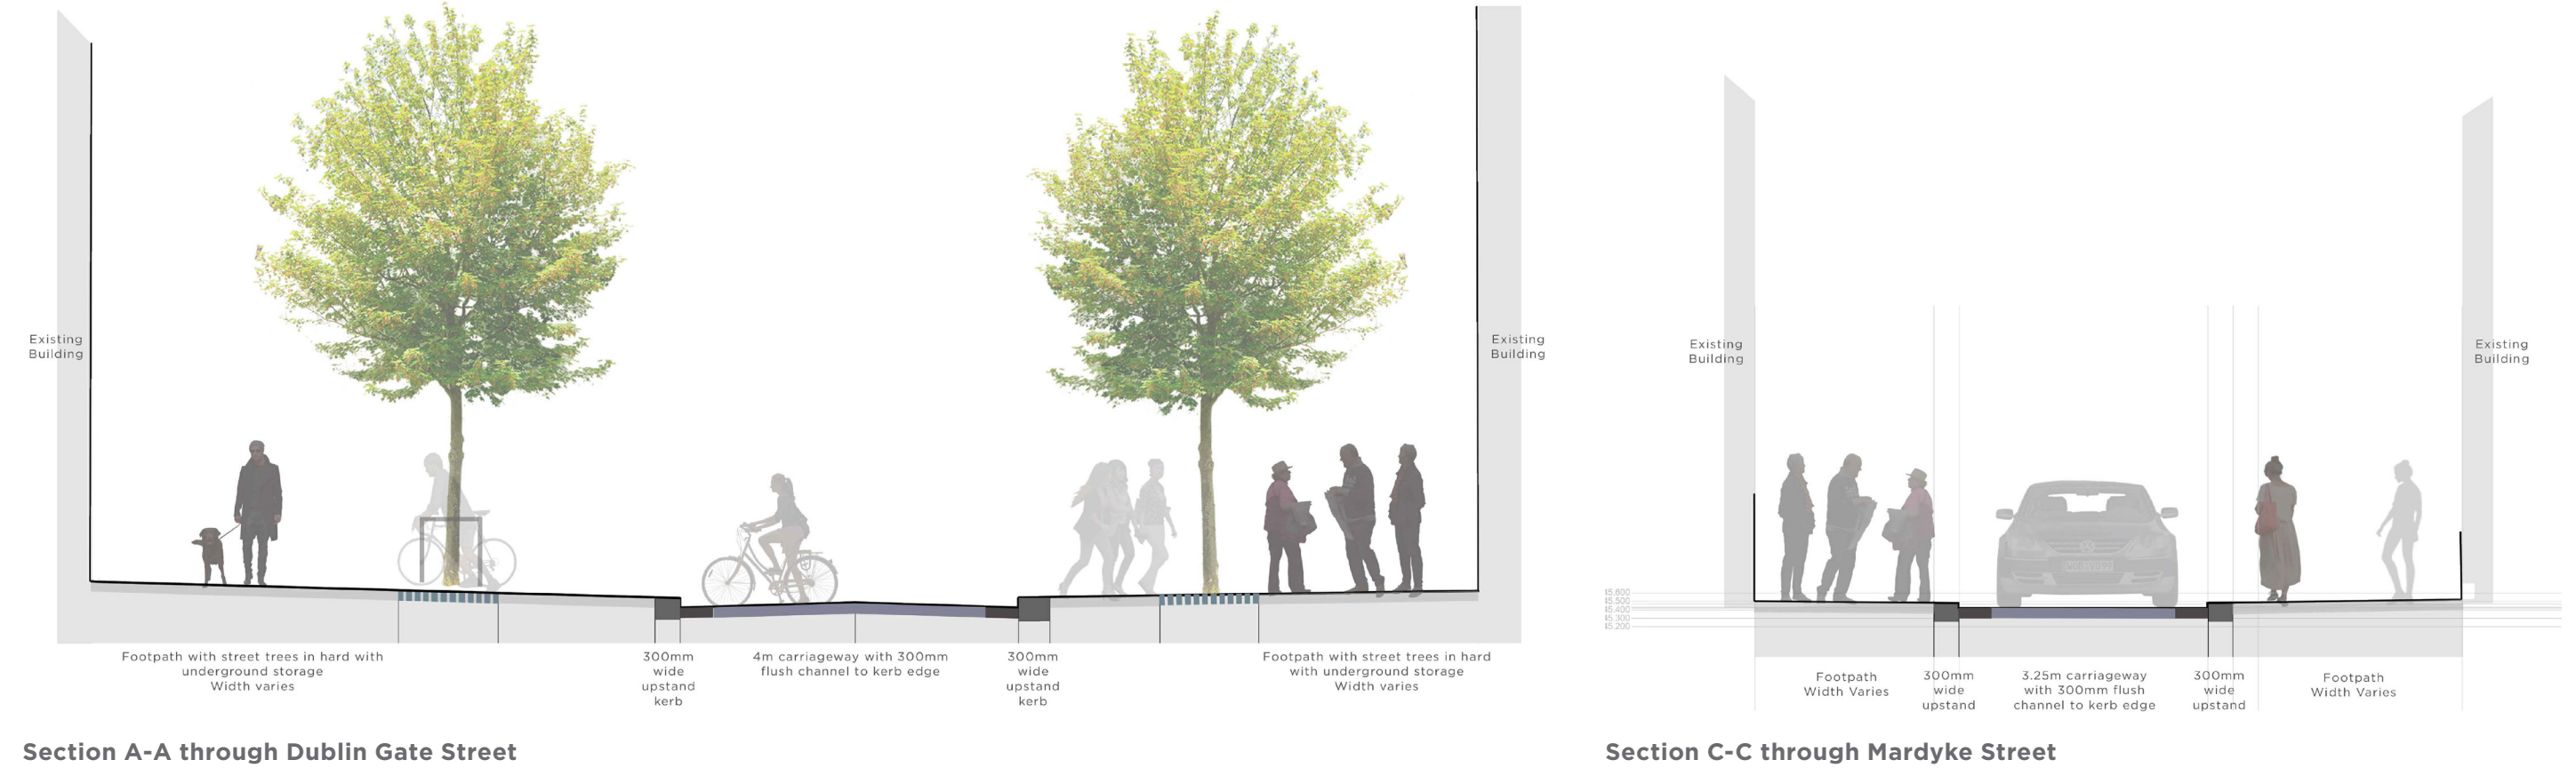 Existing
Building
Existing
Building
Footpath with street trees in hard with
underground storage
Width varies
300mm
wide
upstand
kerb
4m carriageway with 300mm
flush channel to kerb edge
300mm
wide
upstand
kerb
Footpath with street trees in hard
with underground storage
Width varies
Section A-A through Dublin Gate Street
Existing
Building
Existing
Building
Footpath
Width Varies
300mm
wide
upstand
3.25m carriageway
with 300mm flush
channel to kerb edge
300mm
wide
upstand
Footpath
Width Varies
Section C-C through Mardyke Street